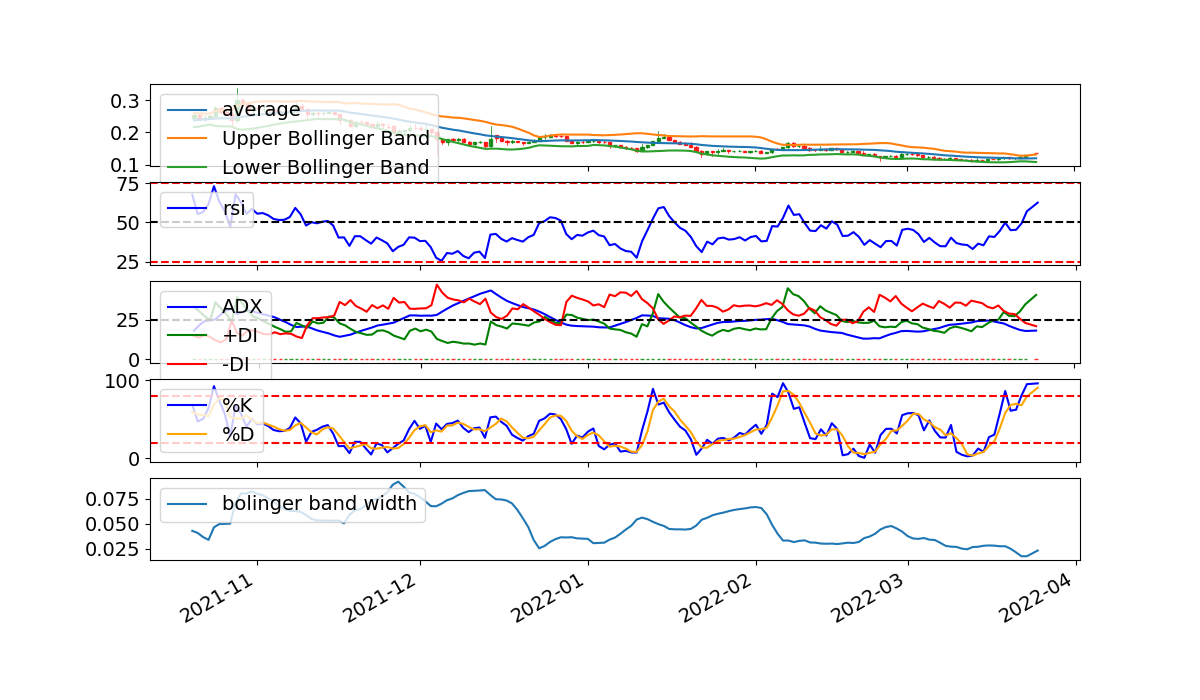 0.3
0.2
0.1
average
Upper Bollinger Band
Lower Bollinger Band
75
50
25
rsi
25
0
ADX
+DI
-DI
100
0
%K
%D
0.075
0.050
0.025
bolinger band width
2021-11
2021-12
2022-01
2022-02
2022-03
2022-04